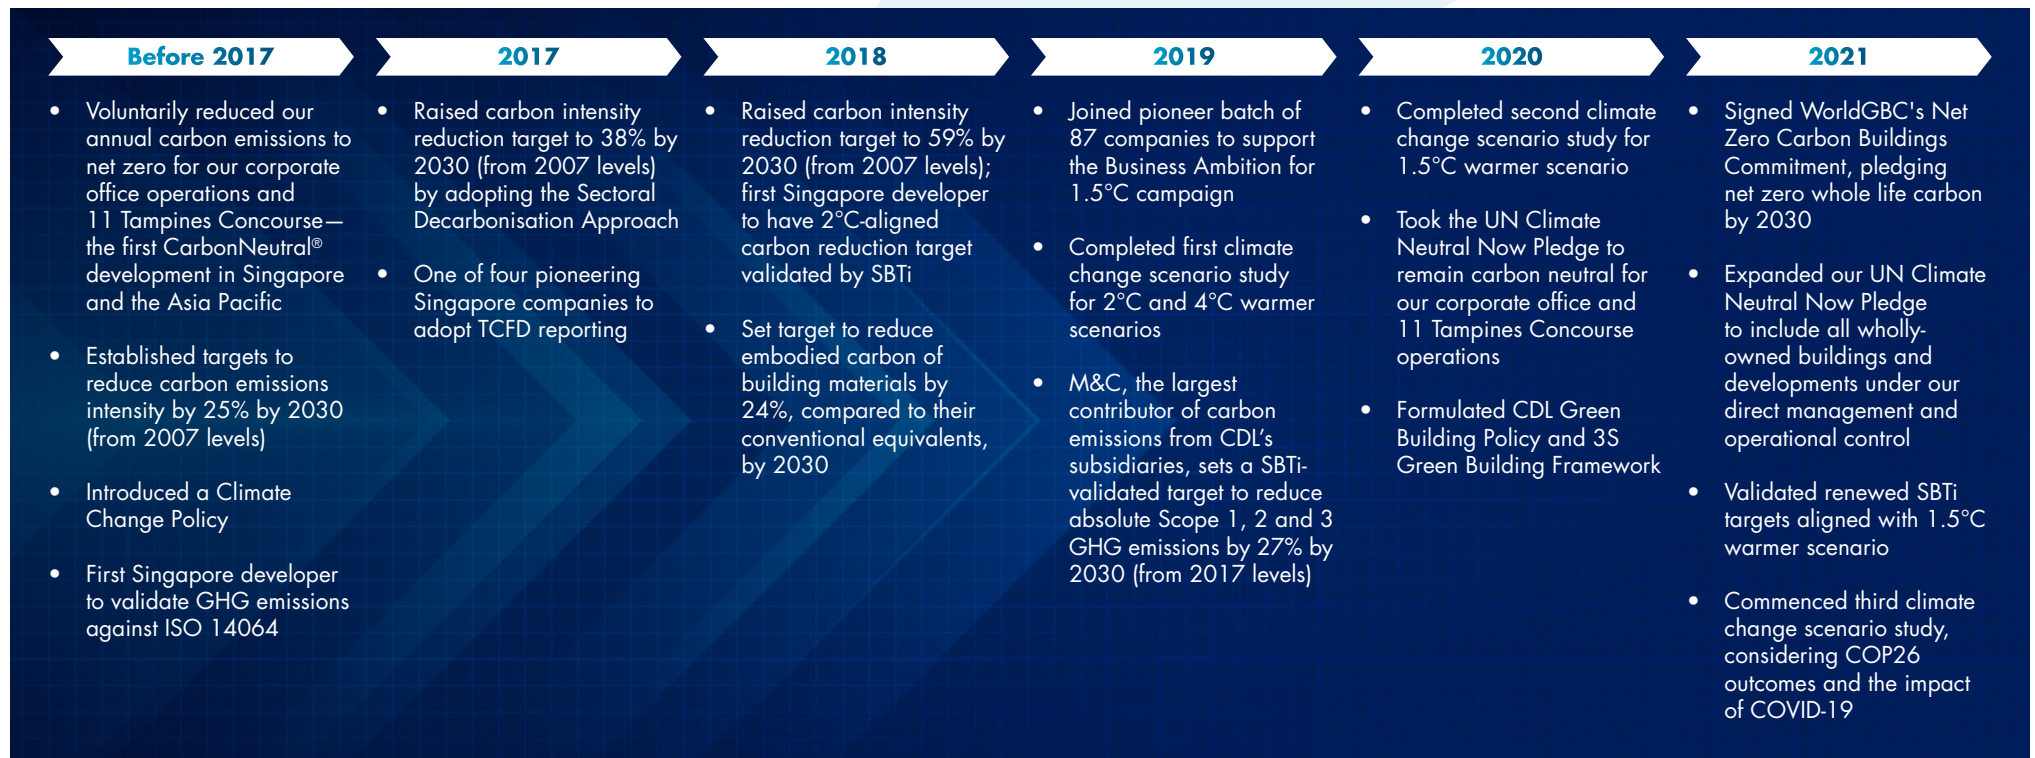 Before 2017
• Voluntarily reduced our
annual carbon emissions to
net zero for our corporate
office operations and
11 Tampines Concourse—
the first CarbonNeutral®
development in Singapore
and the Asia Pacific
• Established targets to
reduce carbon emissions
intensity by 25% by 2030
(from 2007 levels)
• Introduced a Climate
Change Policy
• First Singapore developer
to validate GHG emissions
against ISO 14064
2017
• Raised carbon intensity
reduction target to 38% by
2030 (from 2007 levels)
by adopting the Sectoral
Decarbonisation Approach
• One of four pioneering
Singapore companies to
adopt TCFD reporting
2018
• Raised carbon intensity
reduction target to 59% by
2030 (from 2007 levels);
first Singapore developer
to have 2°C-aligned
carbon reduction target
validated by SBTi
• Set target to reduce
embodied carbon of
building materials by
24%, compared to their
conventional equivalents,
by 2030
2019
• Joined pioneer batch of
87 companies to support
the Business Ambition for
1.5°C campaign
• Completed first climate
change scenario study
for 2°C and 4°C warmer
scenarios
• M&C, the largest
contributor of carbon
emissions from CDL’s
subsidiaries, sets a SBTi-
validated target to reduce
absolute Scope 1, 2 and 3
GHG emissions by 27% by
2030 (from 2017 levels)
2020
• Completed second climate
change scenario study for
1.5°C warmer scenario
• Took the UN Climate
Neutral Now Pledge to
remain carbon neutral for
our corporate office and
11 Tampines Concourse
operations
• Formulated CDL Green
Building Policy and 3S
Green Building Framework
2021
• Signed WorldGBC's Net
Zero Carbon Buildings
Commitment, pledging
net zero whole life carbon
by 2030
• Expanded our UN Climate
Neutral Now Pledge
to include all wholly-
owned buildings and
developments under our
direct management and
operational control
• Validated renewed SBTi
targets aligned with 1.5°C
warmer scenario
• Commenced third climate
change scenario study,
considering COP26
outcomes and the impact
of COVID-19